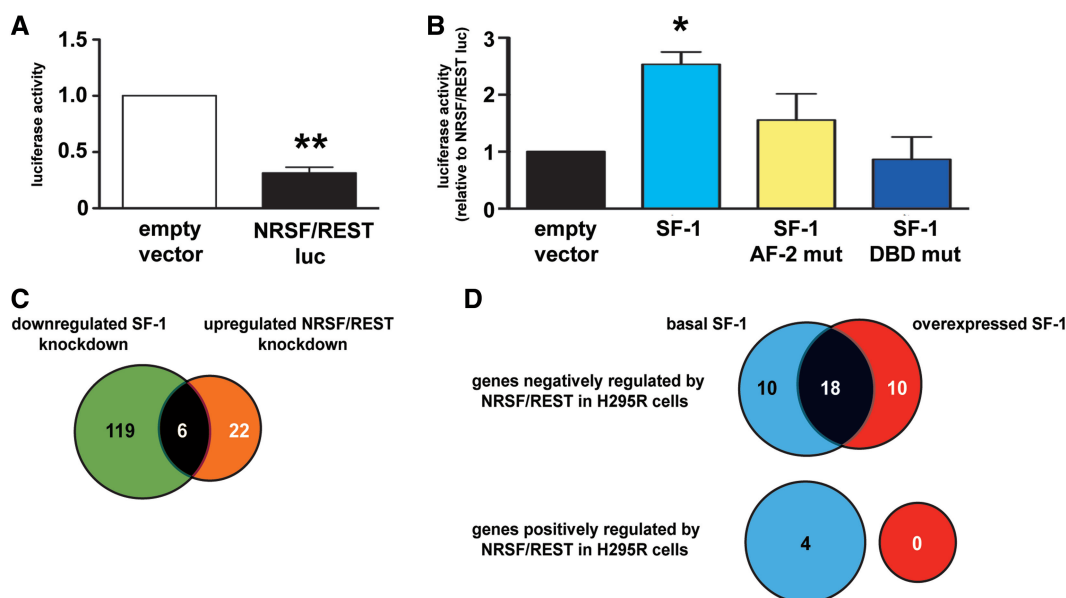 A
luciferase activity
1.5
1.0
0.5
0
**
empty
vector
NRSF/REST
luc
B
luciferase activity
(relative to NRSF/REST luc)
3
2
1
0
*
empty
vector
SF-1
SF-1
AF-2 mut
SF-1
DBD mut
C
downregulated SF-1
knockdown
upregulated NRSF/REST
knockdown
119
6
22
D
basal SF-1
overexpressed SF-1
genes negatively regulated by
NRSF/REST in H295R cells
10
18
10
genes positively regulated by
NRSF/REST in H295R cells
4
0